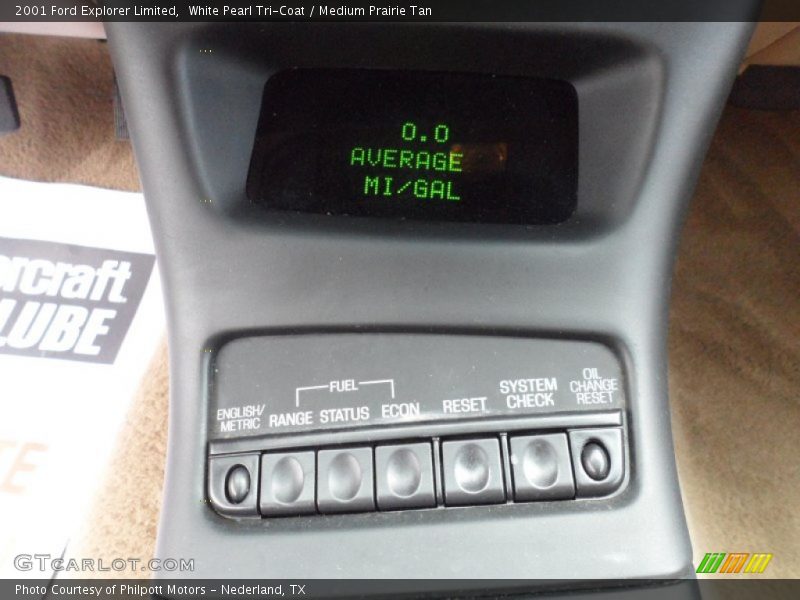 2001 Ford Explorer Limited,  White Pearl Tri-Coat / Medium Prairie Tan
0.0
AVERAGE
MI/GAL
orcraft
LUBE
FUEL
ENGLISH/
METRIC
RANGE
STATUS
ECON
RESET
SYSTEM
CHECK
OIL
CHANGE
RESET
GTcarlot.com
Photo Courtesy of Philpott Motors - Nederland, TX